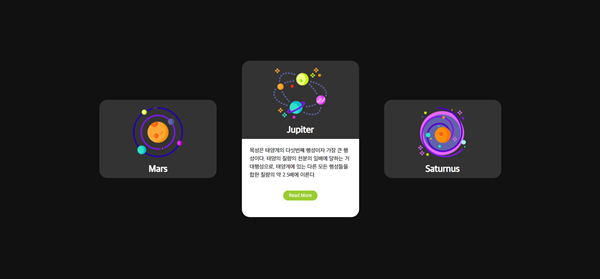 Mars
Jupiter
목성은 태양계의 다섯번째 행성이자 가장 큰 행
성이다. 태양의 질량의 천분의 일배에 달하는 거
대행성으로, 태양계에 있는 다른 모든 행성들을
합한 질량의 약 2.5배에 이른다.
Read More
Saturnus